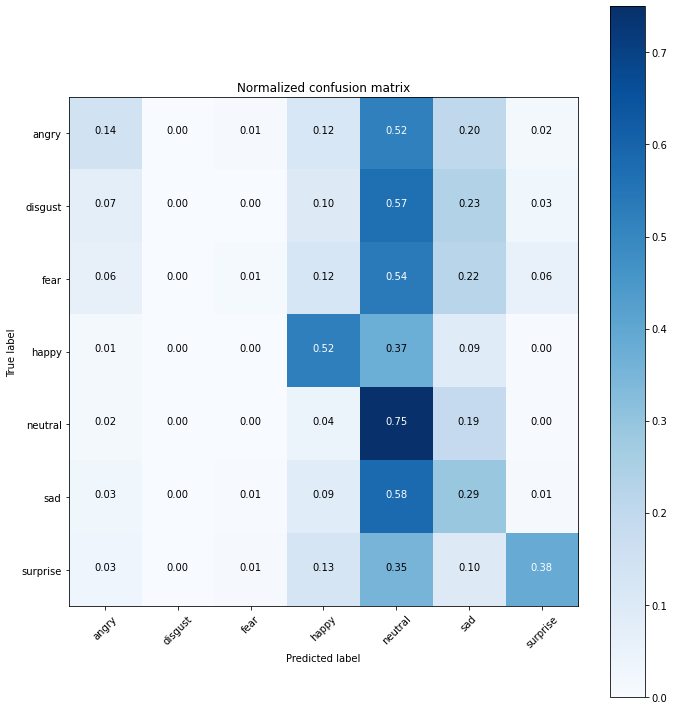 Normalized confusion matrix
True label
angry 0.14 0.00 0.01 0.12 0.52 0.20 0.02
disgust 0.07 0.00 0.00 0.10 0.57 0.23 0.03
fear 0.06 0.00 0.01 0.12 0.54 0.22 0.06
happy 0.01 0.00 0.00 0.52 0.37 0.09 0.00
neutral 0.02 0.00 0.00 0.04 0.75 0.19 0.00
sad 0.03 0.00 0.01 0.09 0.58 0.29 0.01
surprise 0.03 0.00 0.01 0.13 0.35 0.10 0.38
angry disgust fear happy neutral sad surprise
Predicted label
0.7
0.6
0.5
0.4
0.3
0.2
0.1
0.0